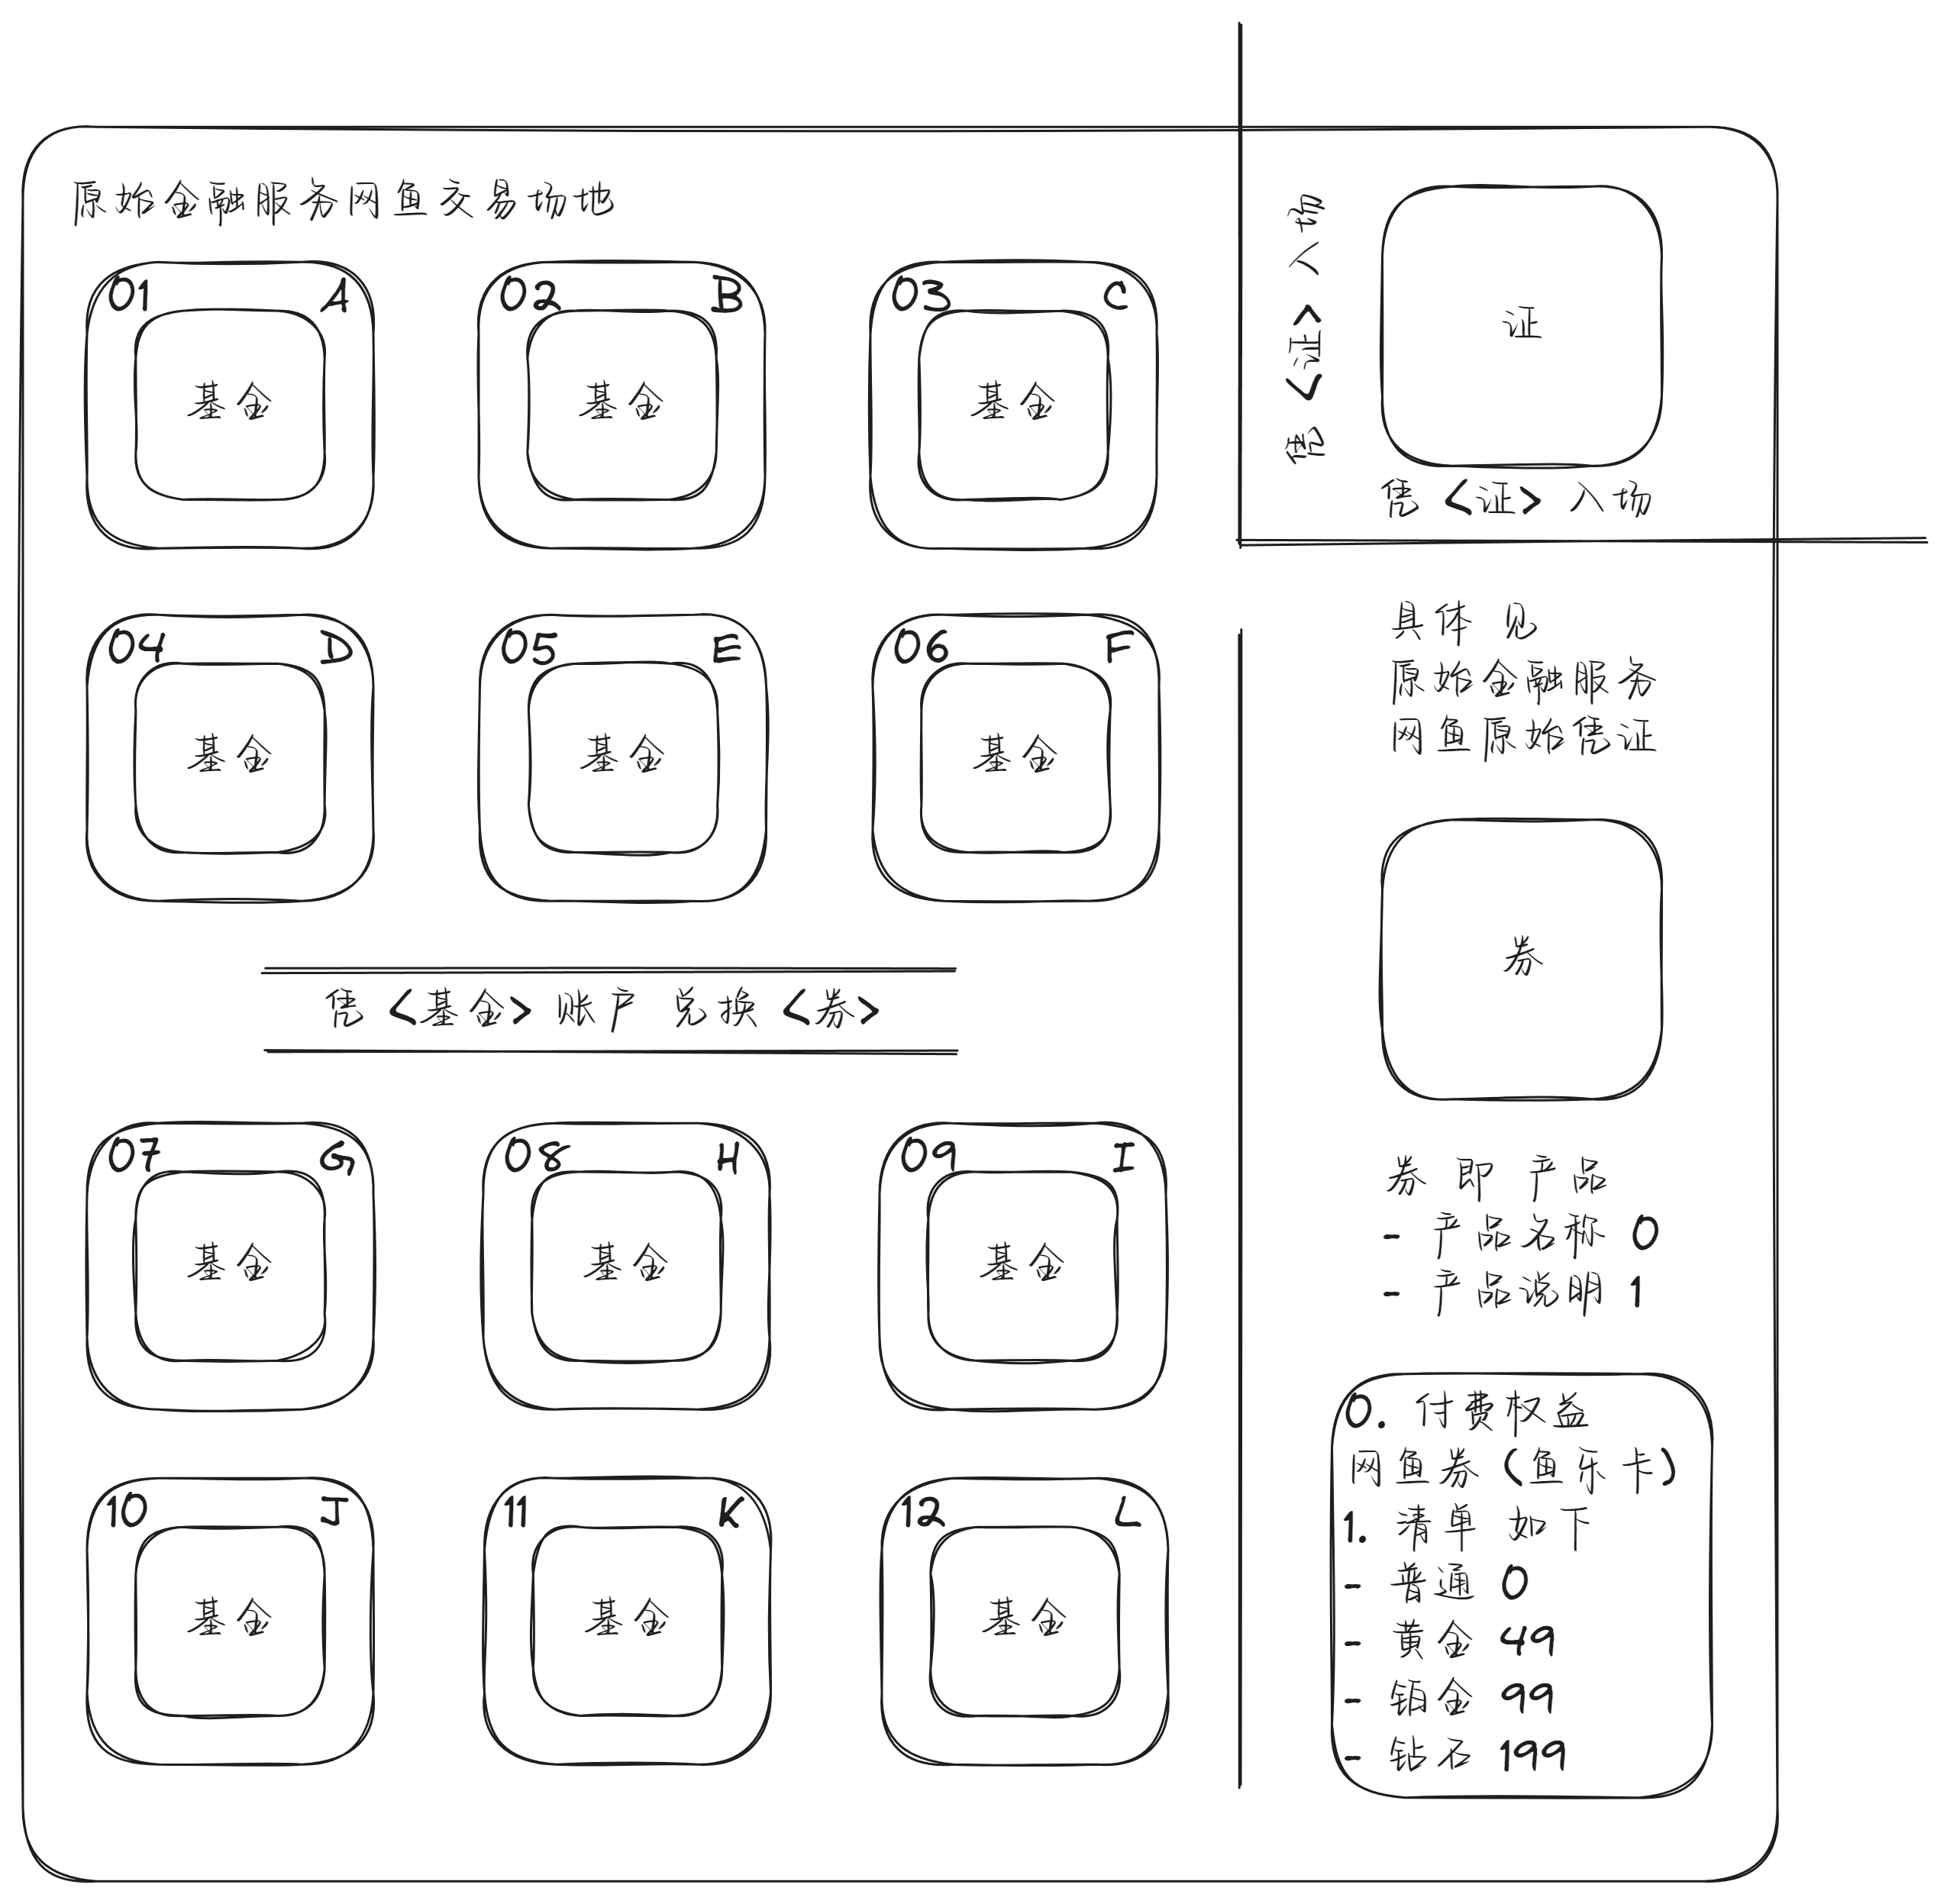 原始金融服务网鱼交易场地
01 A
基金
02 B
基金
03 C
基金
04 D
基金
05 E
基金
06 F
基金
凭 <基金> 账户 兑换 <券>
07 G
基金
08 H
基金
09 I
基金
10 J
基金
11 K
基金
12 L
基金
凭 <证> 入场
证
凭 <证> 入场
具体 见
原始金融服务
网鱼原始凭证
券
券 即 产品
- 产品名称 0
- 产品说明 1
0. 付费权益
网鱼券 (鱼乐卡)
1. 清单 如下
- 普通 0
- 黄金 49
- 铂金 99
- 钻石 199